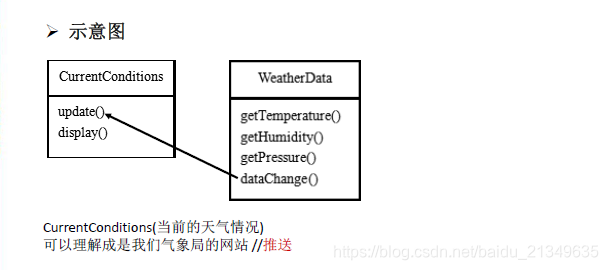 ➢ 示意图
CurrentConditions
update()
display()
WeatherData
getTemperature()
getHumidity()
getPressure()
dataChange()
CurrentConditions(当前的天气情况)
可以理解成是我们气象局的网站 //推送
https://blog.csdn.net/baidu_21349635